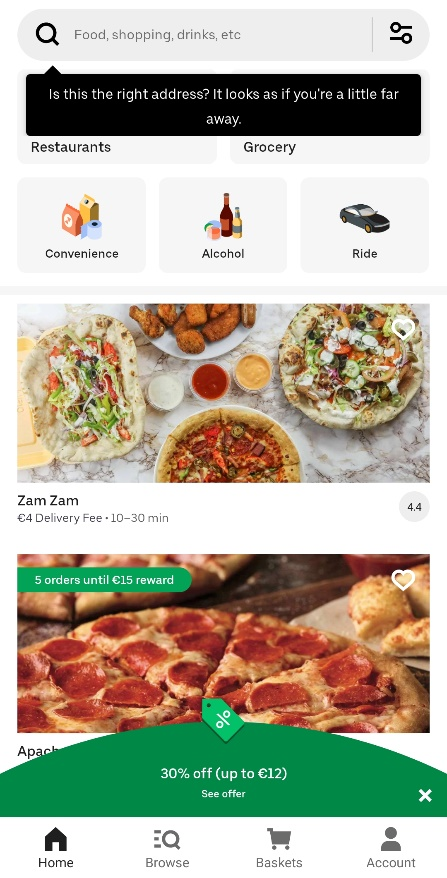 Food, shopping, drinks, etc
Is this the right address? It looks as if you're a little far
away.
Restaurants
Grocery
Convenience
Alcohol
Ride
Zam Zam
4.4
€4 Delivery Fee • 10–30 min
5 orders until €15 reward
%
30% off (up to €12)
See offer
Home
Browse
Baskets
Account